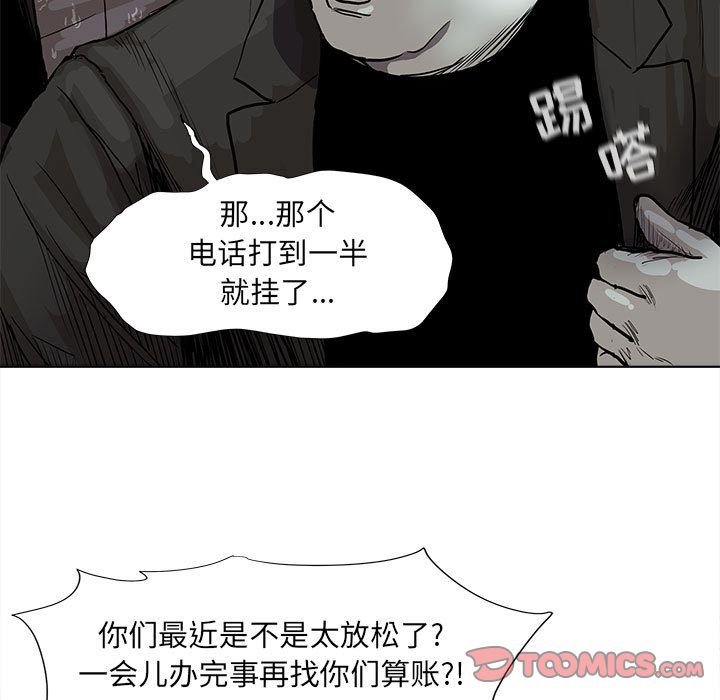 踢
嗒
那...那个
电话打到一半
就挂了...
你们最近是不是太放松了?
一会儿办完事再找你们算账?!
TOOMICS.COM